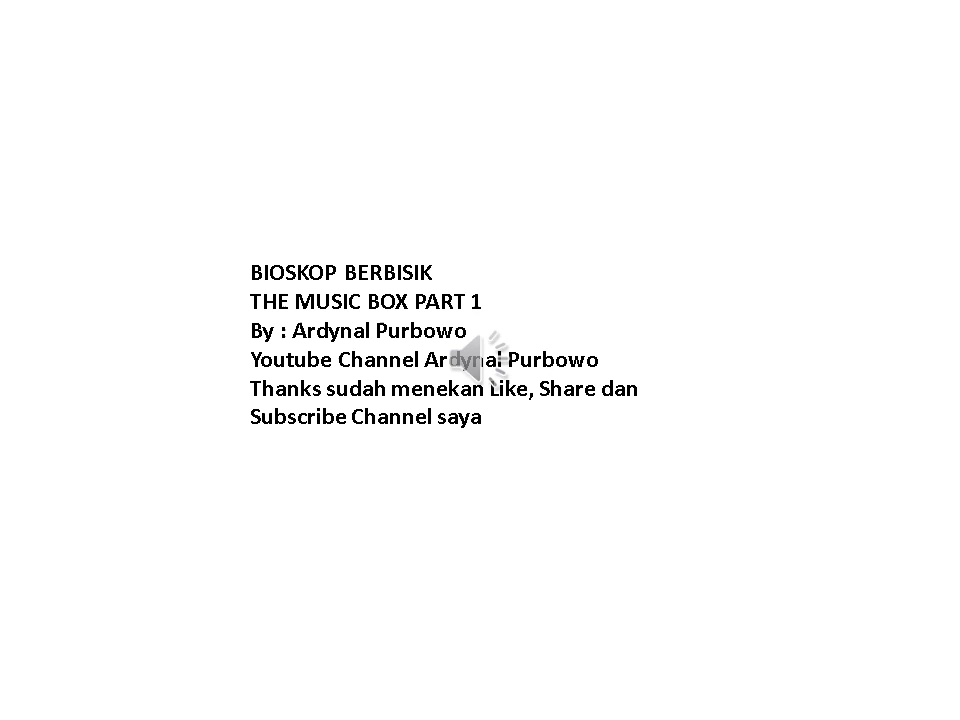 BIOSKOP BERBISIK
THE MUSIC BOX PART 1
By : Ardynal Purbowo
Youtube Channel Ardynal Purbowo
Thanks sudah menekan Like, Share dan
Subscribe Channel saya